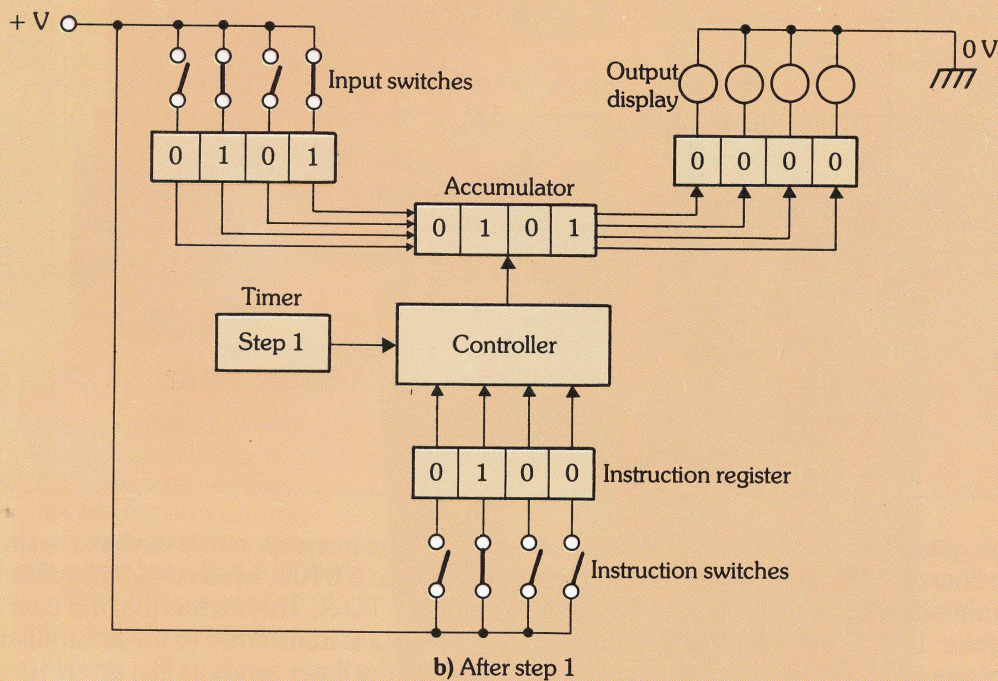 + V
0 V
Input switches
Output
display
0 1 0 1
0 0 0 0
Accumulator
0 1 0 1
Timer
Step 1
Controller
0 1 0 0
Instruction register
Instruction switches
b) After step 1